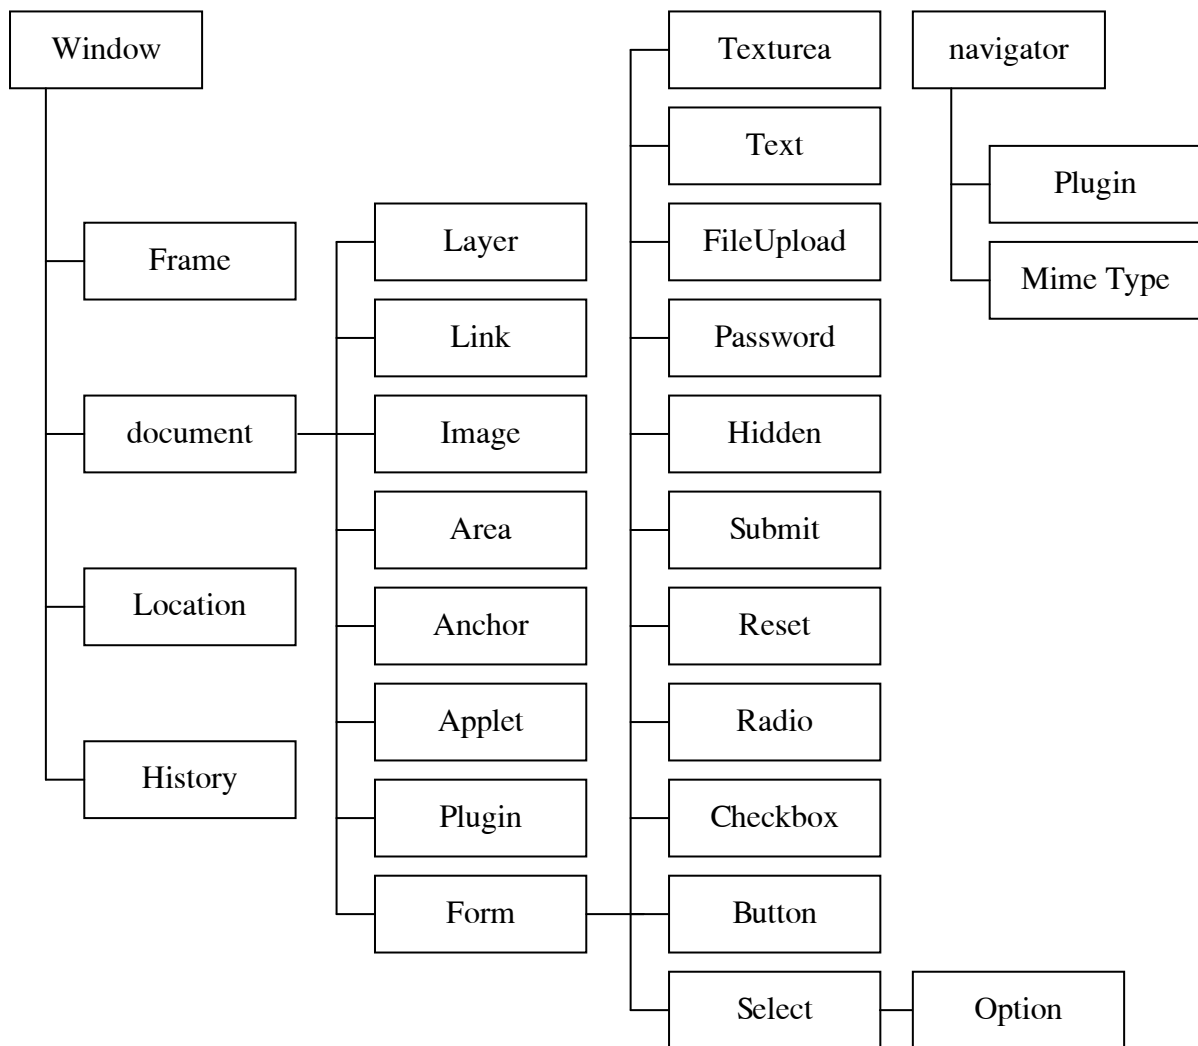 Window
Frame
document
Location
History
Layer
Link
Image
Area
Anchor
Applet
Plugin
Form
Texturea
Text
FileUpload
Password
Hidden
Submit
Reset
Radio
Checkbox
Button
Select
Option
navigator
Plugin
Mime Type